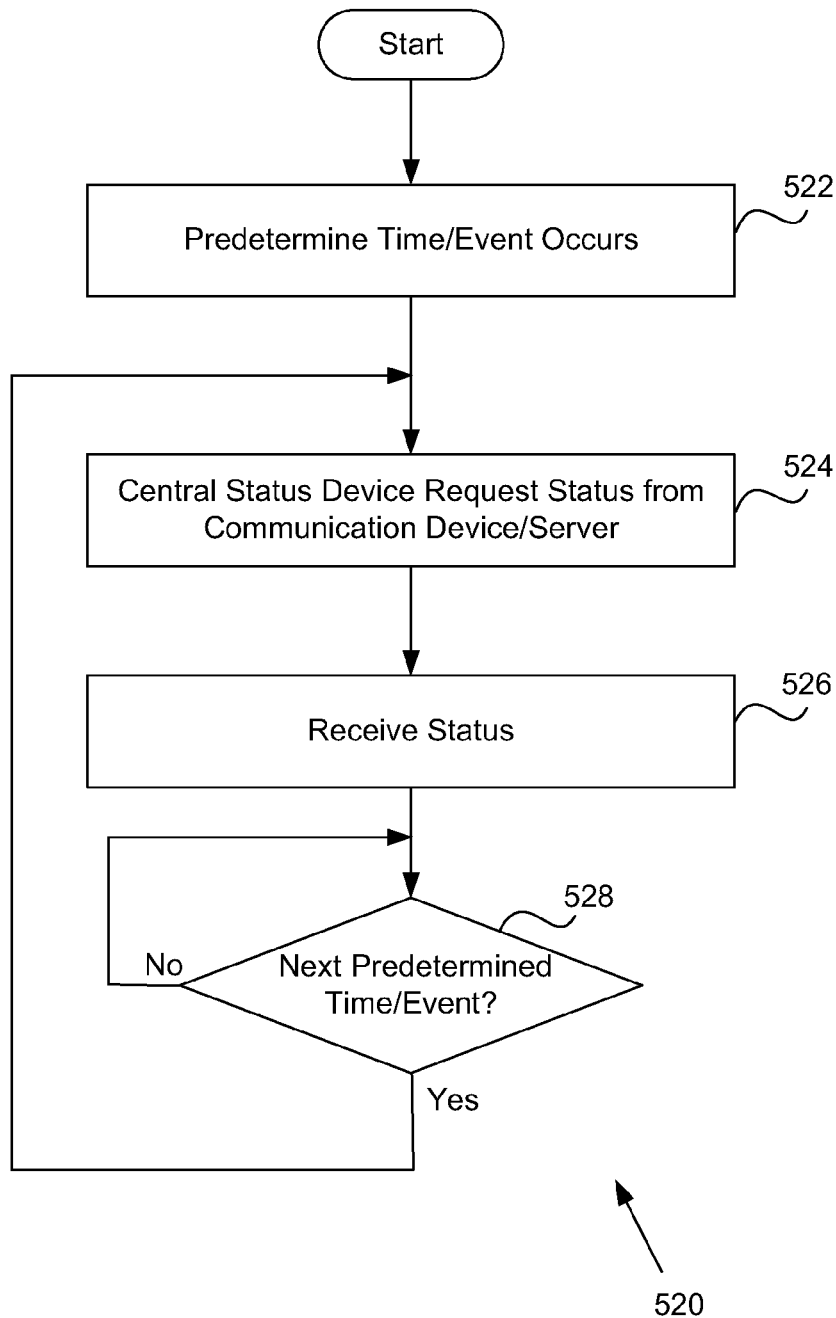 Start
522
Predetermine Time/Event Occurs
524
Central Status Device Request Status from
Communication Device/Server
526
Receive Status
528
No
Next Predetermined
Time/Event?
Yes
520